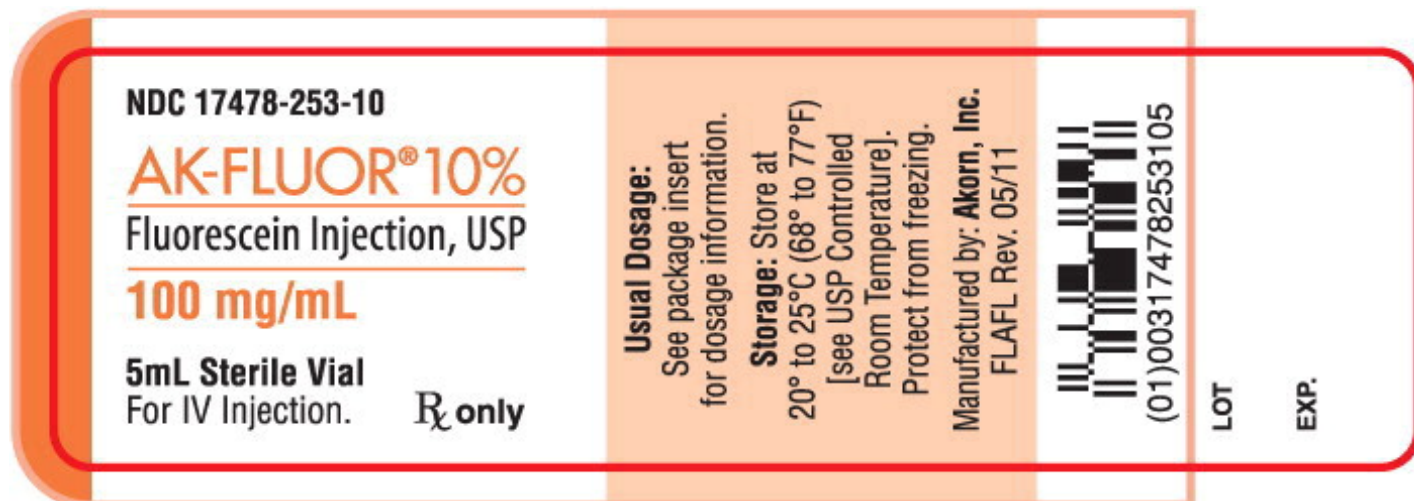 NDC 17478-253-10
AK-FLUOR® 10%
Fluorescein Injection, USP
100 mg/mL
5mL Sterile Vial
For IV Injection. ℞ only
Usual Dosage:
See package insert
for dosage information.
Storage: Store at
20° to 25°C (68° to 77°F)
[see USP Controlled
Room Temperature].
Protect from freezing.
Manufactured by: Akorn, Inc.
FLAFL Rev. 05/11
(01)00317478253105
LOT
EXP.